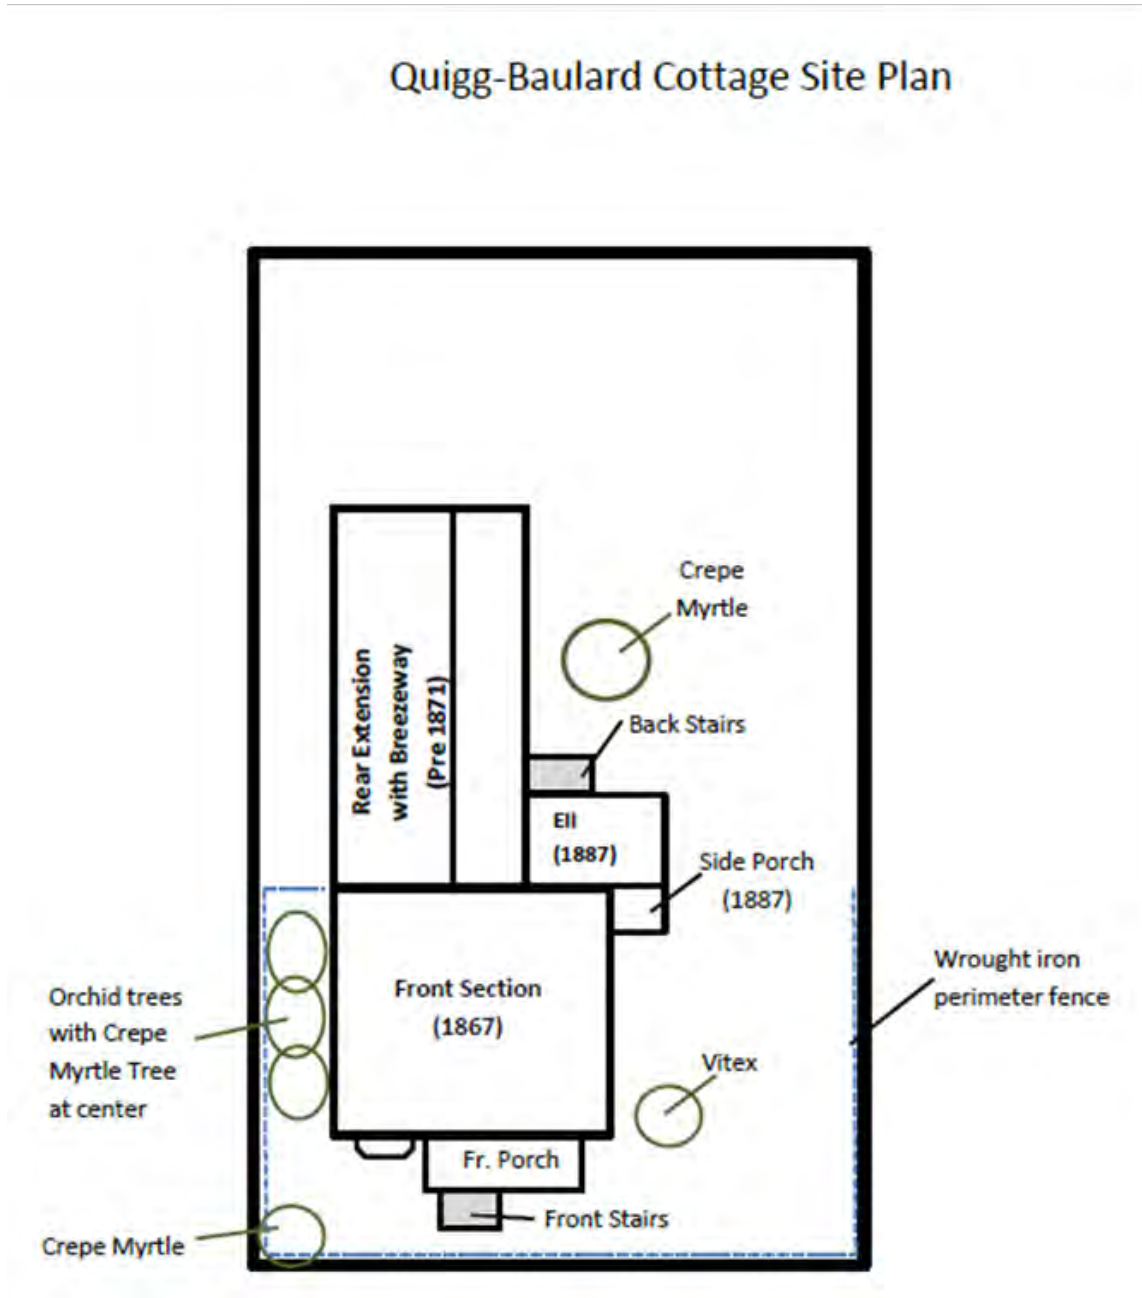 Quigg-Baulard Cottage Site Plan
Crepe
Myrtle
Rear Extension
with Breezeway
(Pre 1871)
Back Stairs
Ell
(1887)
Side Porch
(1887)
Wrought iron
perimeter fence
Front Section
(1867)
Orchid trees
with Crepe
Myrtle Tree
at center
Vitex
Fr. Porch
Front Stairs
Crepe Myrtle